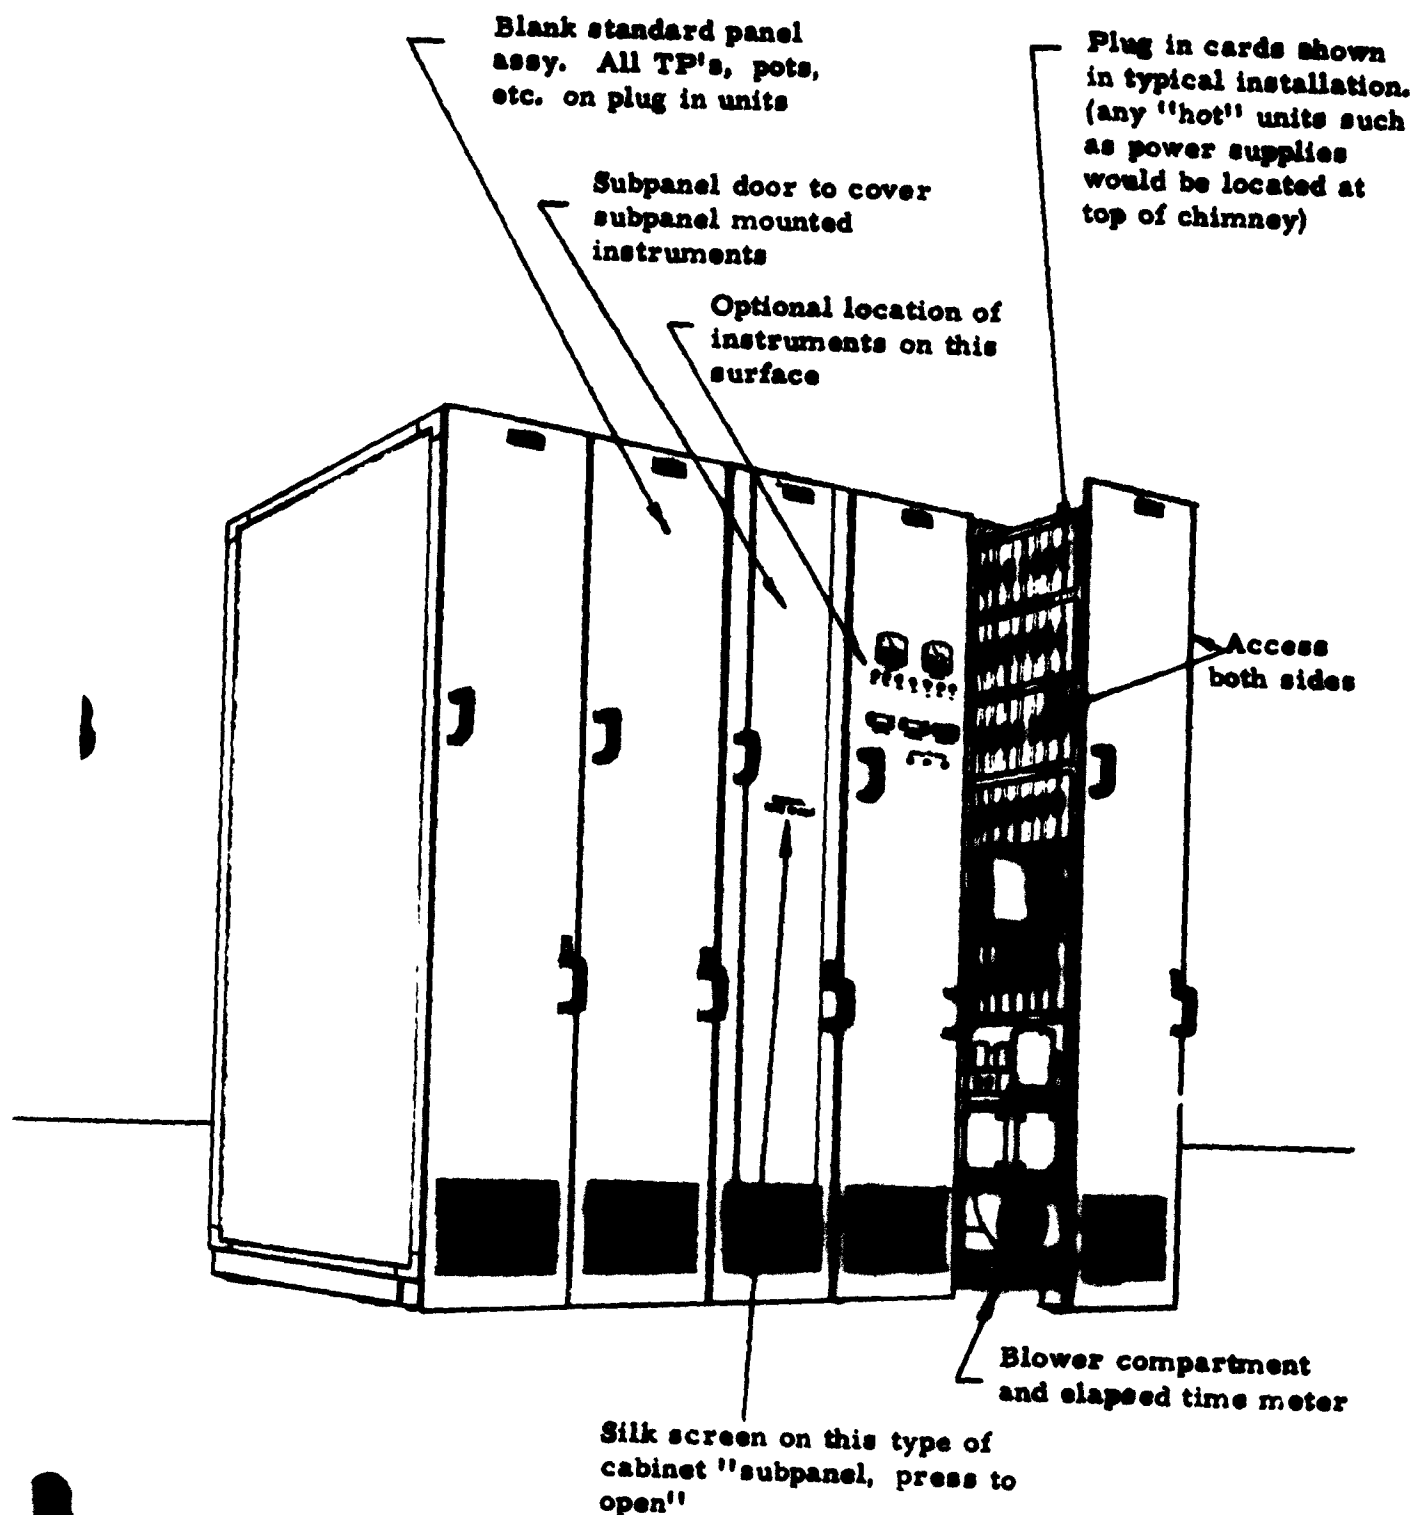 Blank standard panel
assy. All TP's, pots,
etc. on plug in units
Plug in cards shown
in typical installation.
(any "hot" units such
as power supplies
would be located at
top of chimney)
Subpanel door to cover
subpanel mounted
instruments
Optional location of
instruments on this
surface
Access
both sides
Blower compartment
and elapsed time meter
Silk screen on this type of
cabinet "subpanel, press to
open"